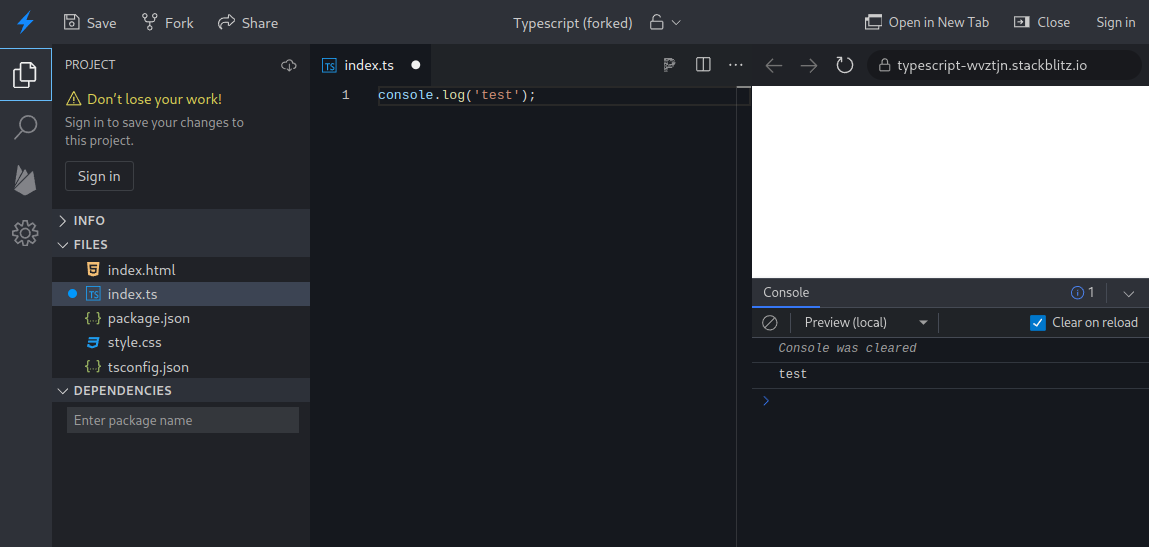 Save Fork Share Typescript (forked) Open in New Tab Close Sign in
PROJECT
Don’t lose your work!
Sign in to save your changes to
this project.
Sign in
INFO
FILES
index.html
TS index.ts
{..} package.json
style.css
{..} tsconfig.json
DEPENDENCIES
Enter package name
TS index.ts
1 console.log('test');
typescript-wvztjn.stackblitz.io
Console 1
Preview (local) Clear on reload
Console was cleared
test